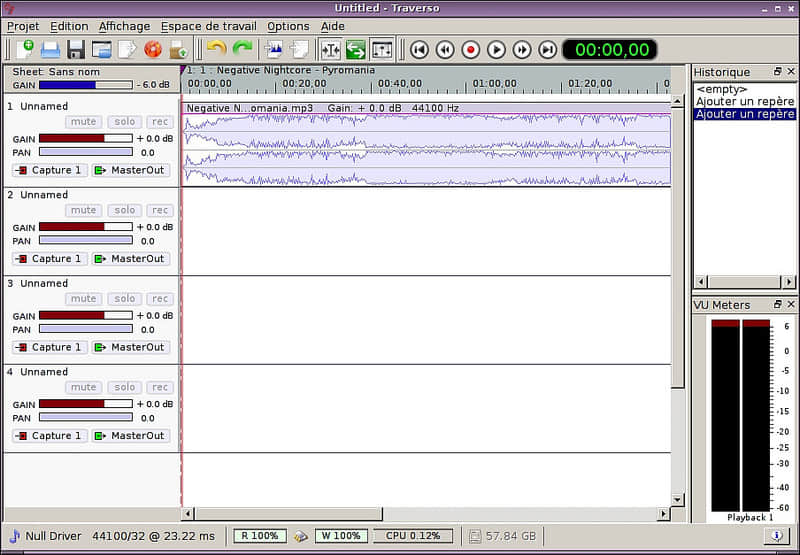 Untitled - Traverso
Projet Edition Affichage Espace de travail Options Aide
00:00,00
Sheet: Sans nom
GAIN - 6.0 dB
1: 1 : Negative Nightcore - Pyromania
00:00,00 00:20,00 00:40,00 01:00,00 01:20,00
Historique
<empty>
Ajouter un repère
Ajouter un repère
1 Unnamed
mute solo rec
GAIN + 0.0 dB
PAN 0.0
Capture 1 MasterOut
Negative N...omania.mp3 Gain: + 0.0 dB 44100 Hz
2 Unnamed
mute solo rec
GAIN + 0.0 dB
PAN 0.0
Capture 1 MasterOut
3 Unnamed
mute solo rec
GAIN + 0.0 dB
PAN 0.0
Capture 1 MasterOut
4 Unnamed
mute solo rec
GAIN + 0.0 dB
PAN 0.0
Capture 1 MasterOut
VU Meters
6
0
-5
-10
-15
-20
-25
-30
-40
-60
Playback 1
Null Driver 44100/32 @ 23.22 ms R 100% W 100% CPU 0.12% 57.84 GB